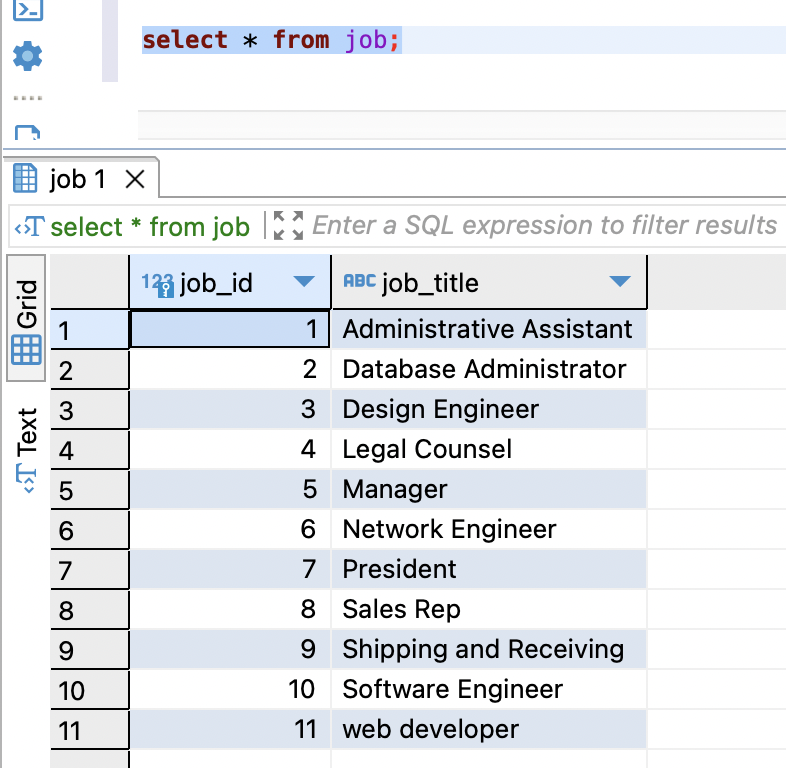 select * from job;
job 1
select * from job Enter a SQL expression to filter results
Grid
Text
123 job_id ABC job_title
1 1 Administrative Assistant
2 2 Database Administrator
3 3 Design Engineer
4 4 Legal Counsel
5 5 Manager
6 6 Network Engineer
7 7 President
8 8 Sales Rep
9 9 Shipping and Receiving
10 10 Software Engineer
11 11 web developer